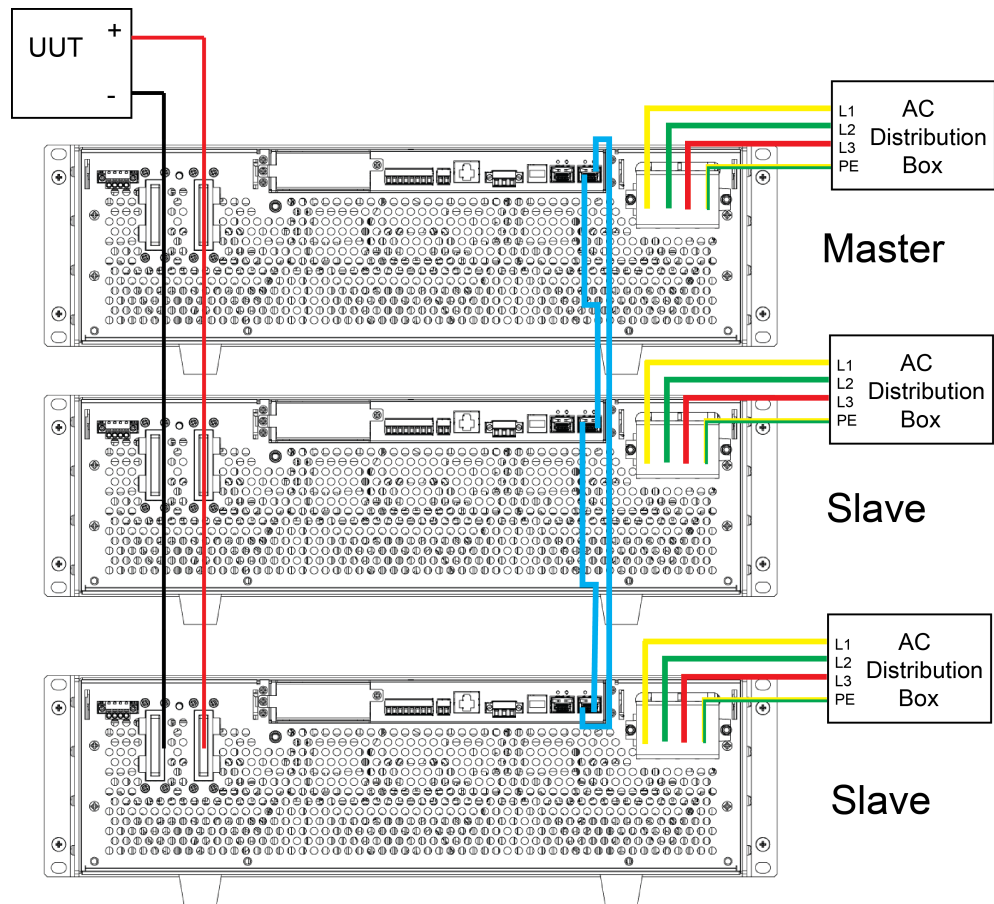 UUT
+
-
L1
L2
L3
PE
AC
Distribution
Box
Master
L1
L2
L3
PE
AC
Distribution
Box
Slave
L1
L2
L3
PE
AC
Distribution
Box
Slave